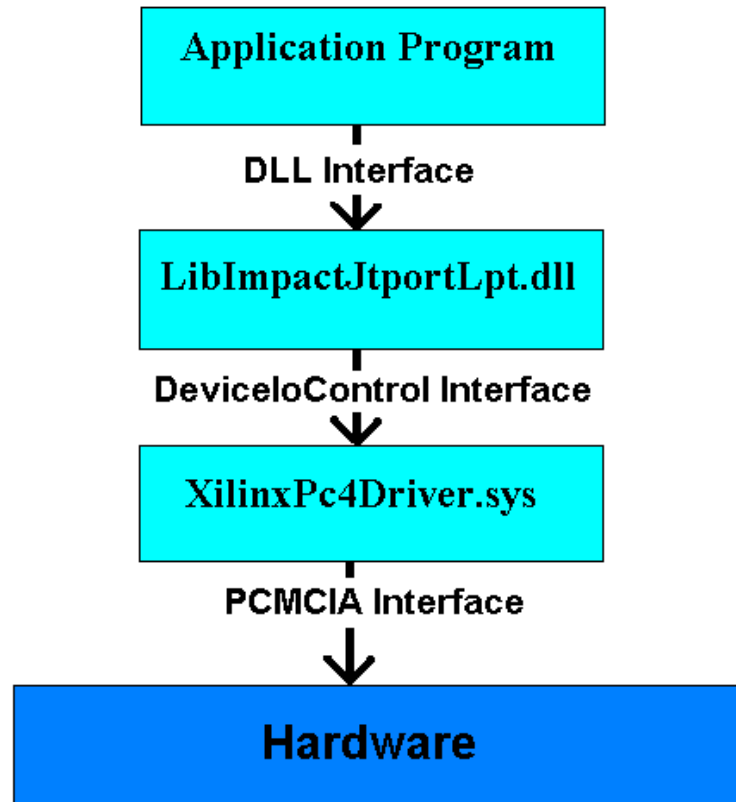 Application Program
DLL Interface
LibImpactJtportLpt.dll
DeviceIoControl Interface
XilinxPc4Driver.sys
PCMCIA Interface
Hardware